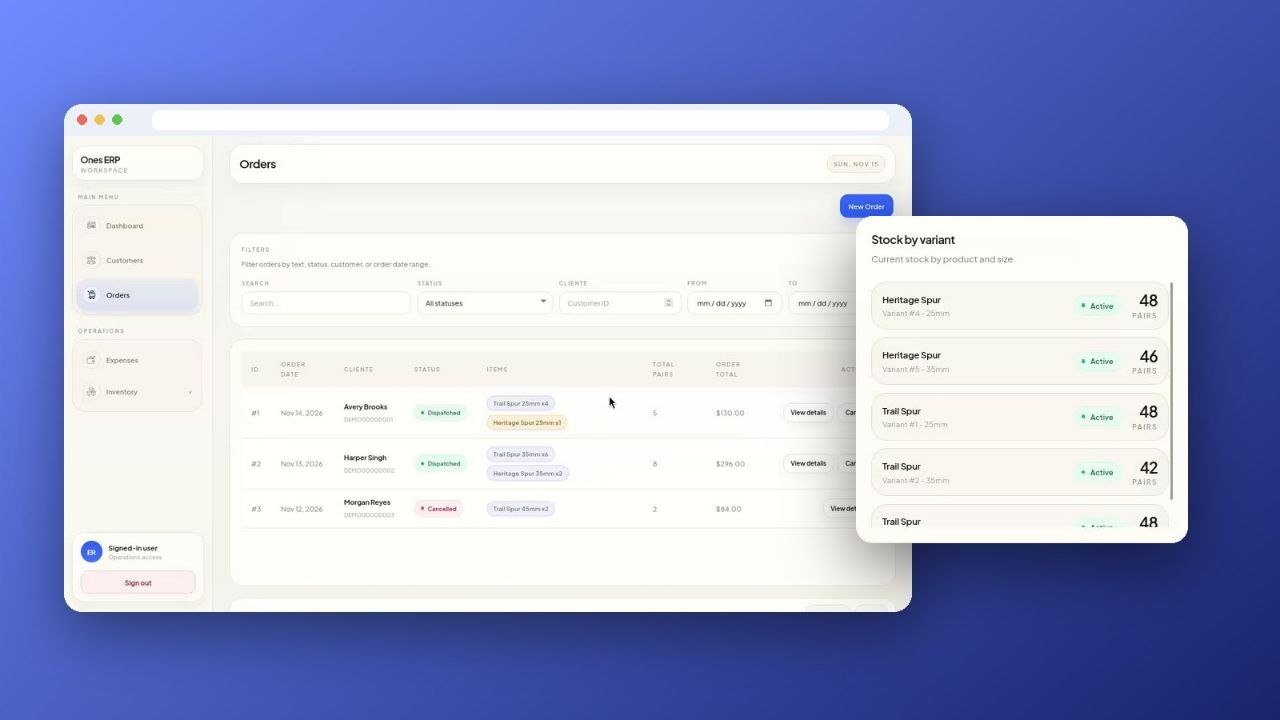 Ones ERP
WORKSPACE
MAIN MENU
Dashboard
Customers
Orders
OPERATIONS
Expenses
Inventory
ER
Signed-in user
Operations access
Sign out
Orders
SUN, NOV 15
New Order
FILTERS
Filter orders by text, status, customer, or order date range.
SEARCH STATUS CLIENTE FROM TO
Search... All statuses Customer ID mm / dd / yyyy mm / dd / yyyy
ID ORDER DATE CLIENTE STATUS ITEMS TOTAL PAIRS ORDER TOTAL
#1 Nov 14, 2026 Avery Brooks DEMO00000001 Dispatched Trail Spur 25mm x4 Heritage Spur 25mm x1 5 $130.00 View details
#2 Nov 13, 2026 Harper Singh DEMO00000002 Dispatched Trail Spur 35mm x6 Heritage Spur 35mm x2 8 $296.00 View details
#3 Nov 12, 2026 Morgan Reyes DEMO00000003 Cancelled Trail Spur 45mm x2 2 $84.00
Stock by variant
Current stock by product and size.
Heritage Spur
Variant #4 - 25mm
Active
48
PAIRS
Heritage Spur
Variant #5 - 35mm
Active
46
PAIRS
Trail Spur
Variant #1 - 25mm
Active
48
PAIRS
Trail Spur
Variant #2 - 35mm
Active
42
PAIRS
Trail Spur
48